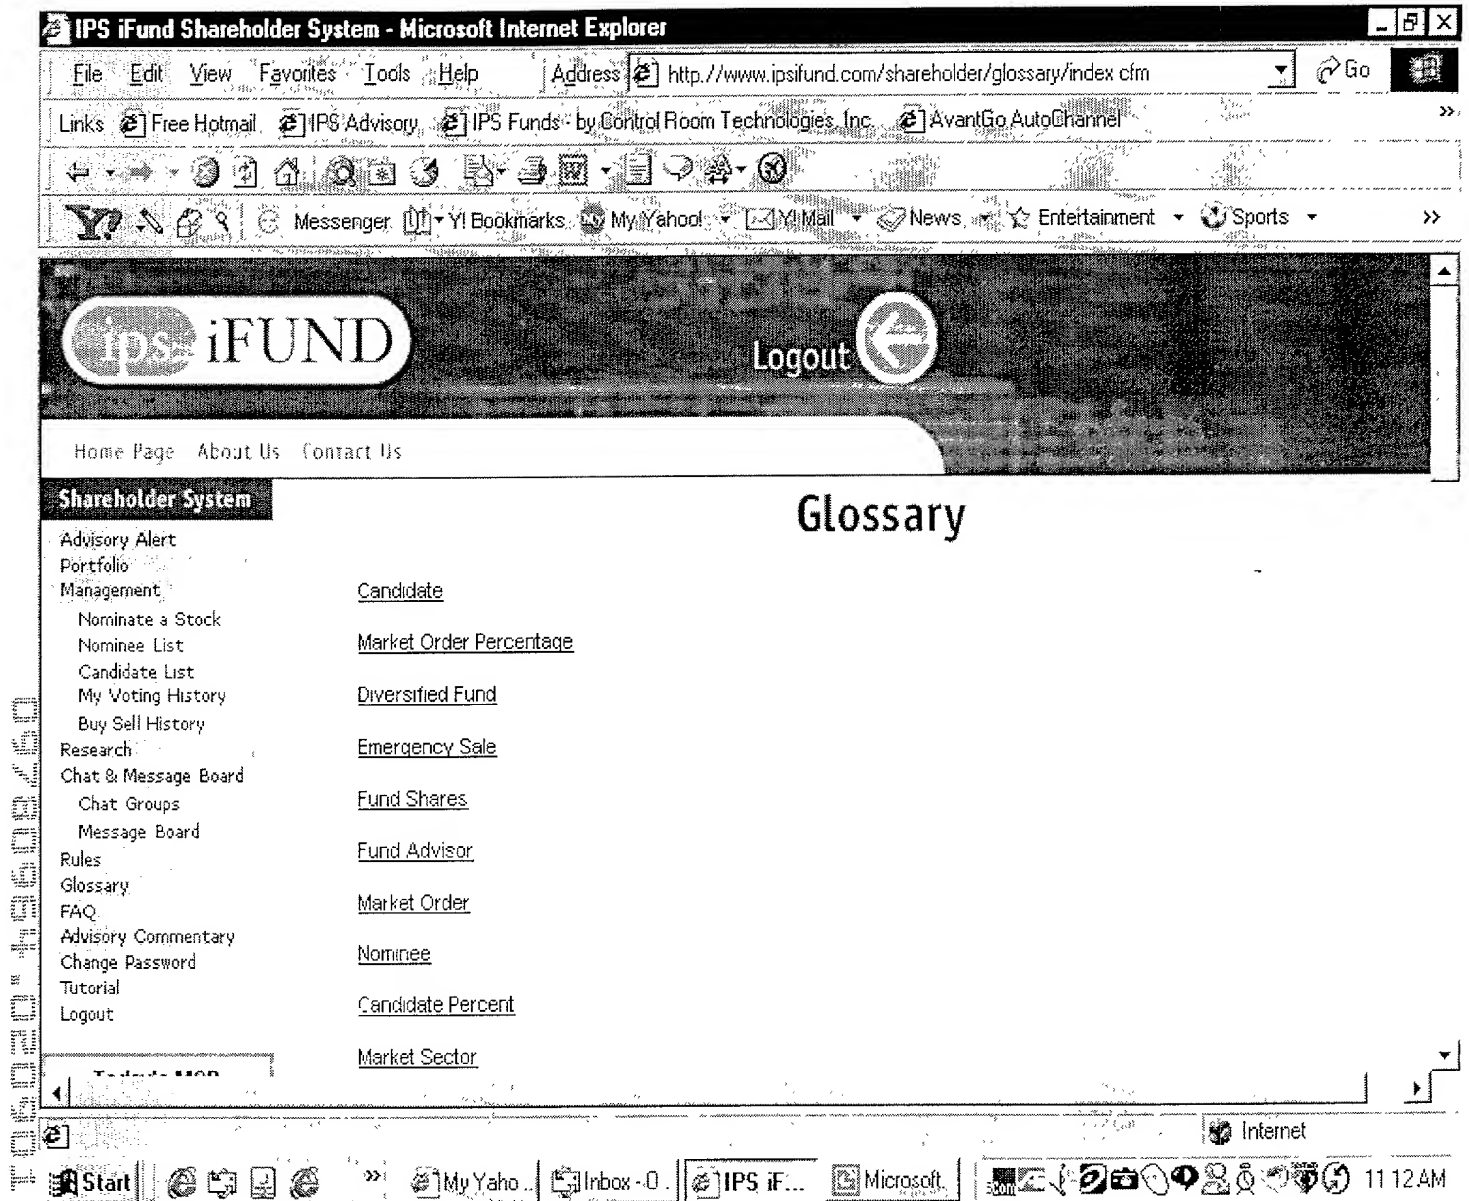 IPS iFund Shareholder System - Microsoft Internet Explorer
File Edit View Favorites Tools Help Address http://www.ipsifund.com/shareholder/glossary/index cfm Go
Links Free Hotmail IPS Advisory IPS Funds - by Control Room Technologies, Inc. AvantGo AutoChannel »
Y? Messenger Y! Bookmarks My Yahoo! Y! Mail News Entertainment Sports »
ips iFUND
Logout
Home Page About Us Contact Us
Shareholder System
Glossary
Advisory Alert
Portfolio
Management
Nominate a Stock
Nominee List
Candidate List
My Voting History
Buy Sell History
Research
Chat & Message Board
Chat Groups
Message Board
Rules
Glossary
FAQ
Advisory Commentary
Change Password
Tutorial
Logout
Candidate
Market Order Percentage
Diversified Fund
Emergency Sale
Fund Shares
Fund Advisor
Market Order
Nominee
Candidate Percent
Market Sector
Today's MOP
Internet
Start » My Yaho... Inbox - O... IPS iF... Microsoft. 11 12 AM